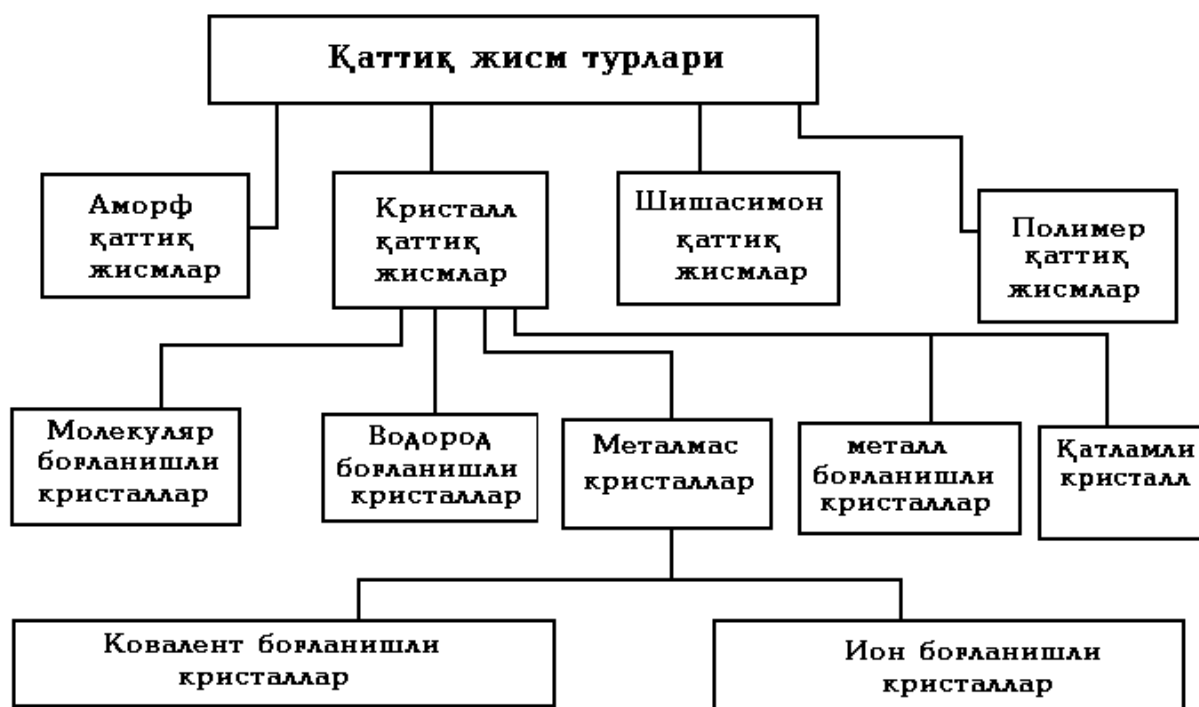 Қаттиқ жисм турлари
Аморф
қаттиқ
жисмлар
Кристалл
қаттиқ
жисмлар
Шишасимон
қаттиқ
жисмлар
Полимер
қаттиқ
жисмлар
Молекуляр
боғланишли
кристаллар
Водород
боғланишли
кристаллар
Металмас
кристаллар
металл
боғланишли
кристаллар
Қатламли
кристалл
Ковалент боғланишли
кристаллар
Ион боғланишли
кристаллар